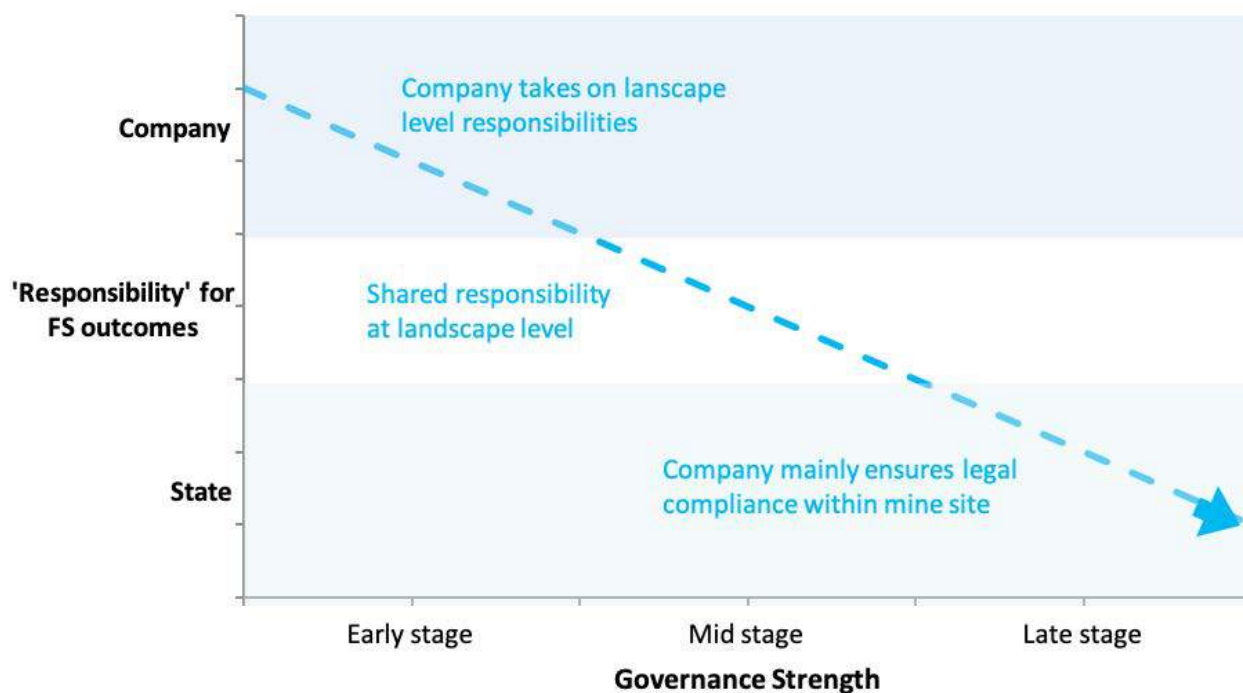 Company takes on lanscape
level responsibilities
Company
'Responsibility' for
FS outcomes
Shared responsibility
at landscape level
Company mainly ensures legal
compliance within mine site
State
Early stage
Mid stage
Late stage
Governance Strength